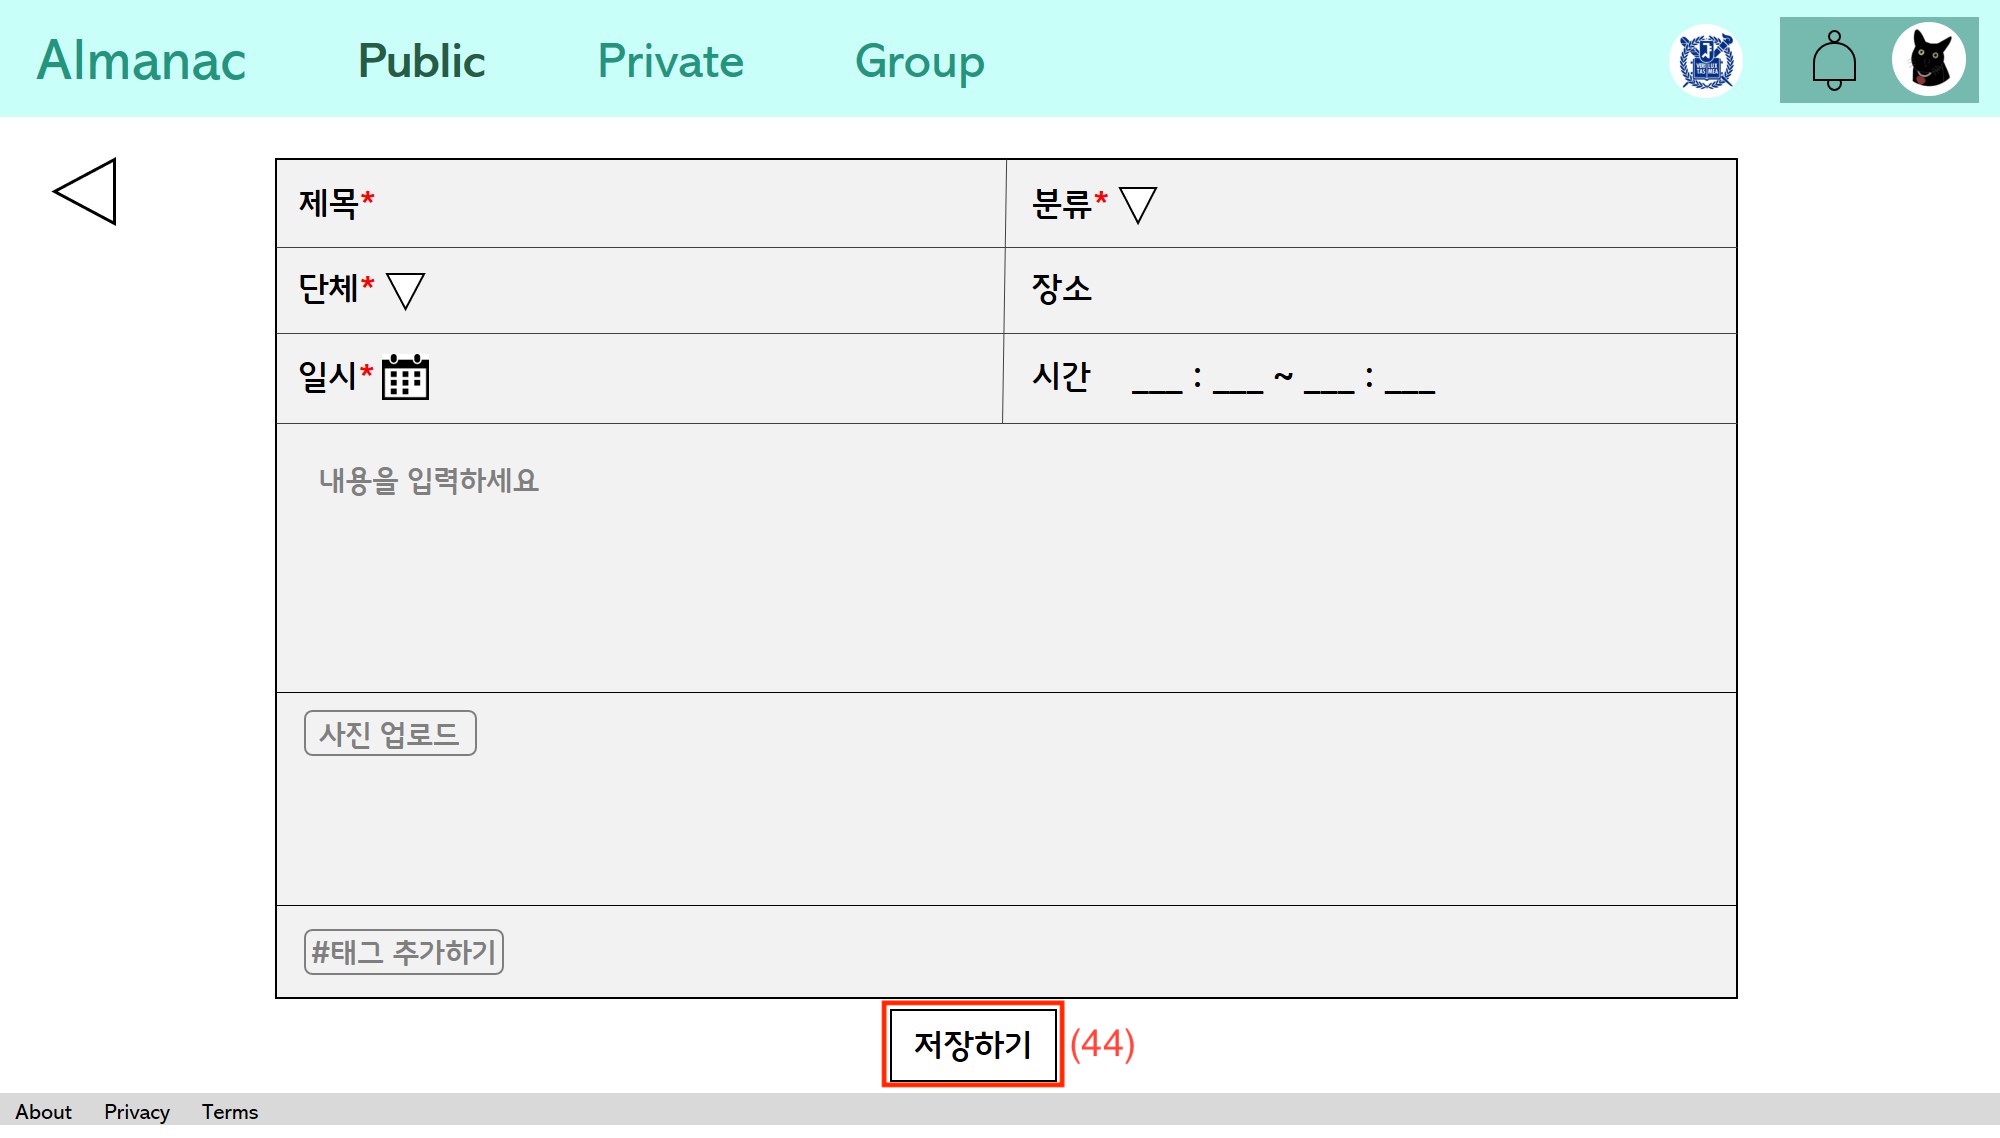 Almanac Public Private Group
제목* 분류*
단체* 장소
일시* 시간 ___ : ___ ~ ___ : ___
내용을 입력하세요
사진 업로드
#태그 추가하기
저장하기 (44)
About Privacy Terms